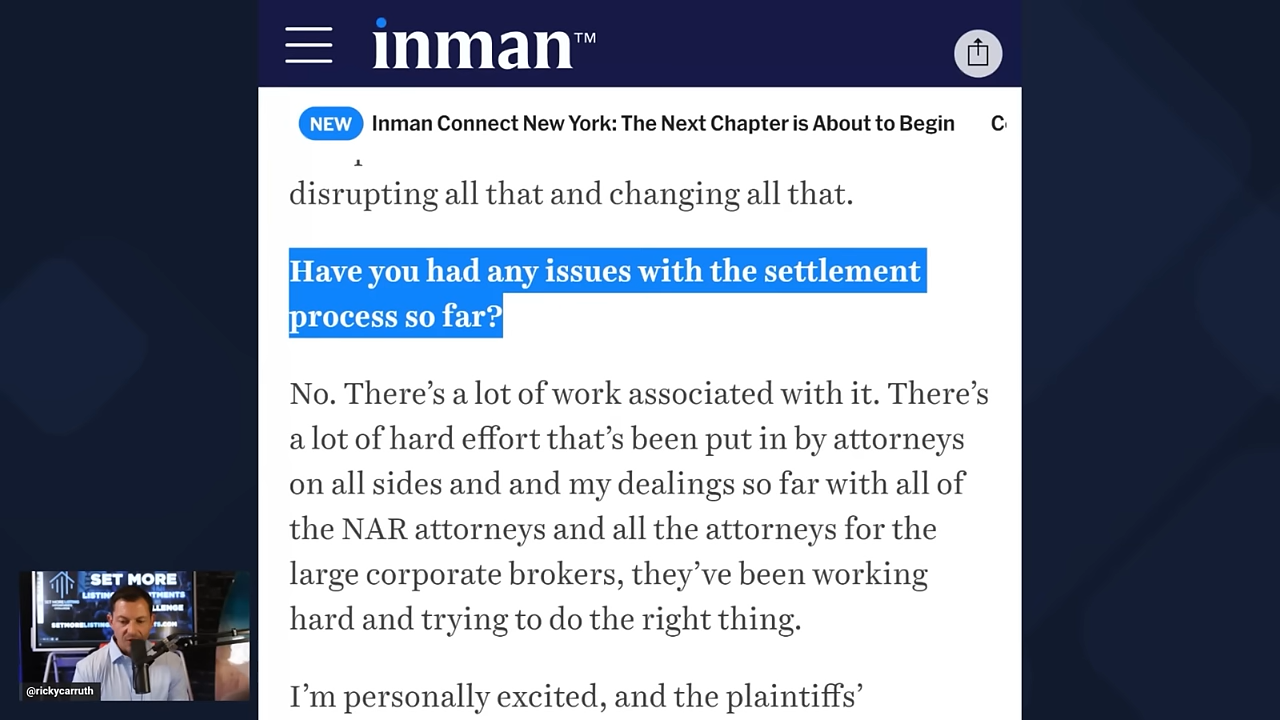 inman™
NEW Inman Connect New York: The Next Chapter is About to Begin
disrupting all that and changing all that.
Have you had any issues with the settlement
process so far?
No. There's a lot of work associated with it. There's
a lot of hard effort that's been put in by attorneys
on all sides and and my dealings so far with all of
the NAR attorneys and all the attorneys for the
large corporate brokers, they've been working
hard and trying to do the right thing.
I'm personally excited, and the plaintiffs'
SET MORE
@rickycarruth